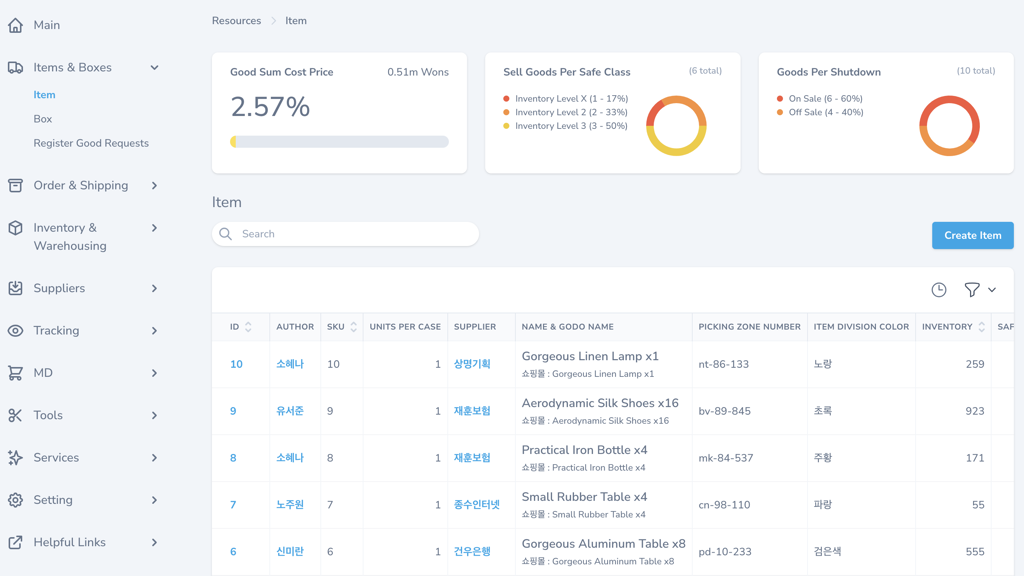 Main
Items & Boxes
Item
Box
Register Good Requests
Order & Shipping
Inventory &
Warehousing
Suppliers
Tracking
MD
Tools
Services
Setting
Helpful Links
Resources Item
Good Sum Cost Price 0.51m Wons
2.57%
Sell Goods Per Safe Class (6 total)
Inventory Level X (1 - 17%)
Inventory Level 2 (2 - 33%)
Inventory Level 3 (3 - 50%)
Goods Per Shutdown (10 total)
On Sale (6 - 60%)
Off Sale (4 - 40%)
Item
Search
Create Item
ID AUTHOR SKU UNITS PER CASE SUPPLIER NAME & GODO NAME PICKING ZONE NUMBER ITEM DIVISION COLOR INVENTORY SAF
10 소혜나 10 1 상명기획 Gorgeous Linen Lamp x1 nt-86-133 노랑 259
쇼핑몰 : Gorgeous Linen Lamp x1
9 유서준 9 1 재훈보험 Aerodynamic Silk Shoes x16 bv-89-845 초록 923
쇼핑몰 : Aerodynamic Silk Shoes x16
8 소혜나 8 1 재훈보험 Practical Iron Bottle x4 mk-84-537 주황 171
쇼핑몰 : Practical Iron Bottle x4
7 노주원 7 1 종수인터넷 Small Rubber Table x4 cn-98-110 파랑 55
쇼핑몰 : Small Rubber Table x4
6 신미란 6 1 건우은행 Gorgeous Aluminum Table x8 pd-10-233 검은색 555
쇼핑몰 : Gorgeous Aluminum Table x8